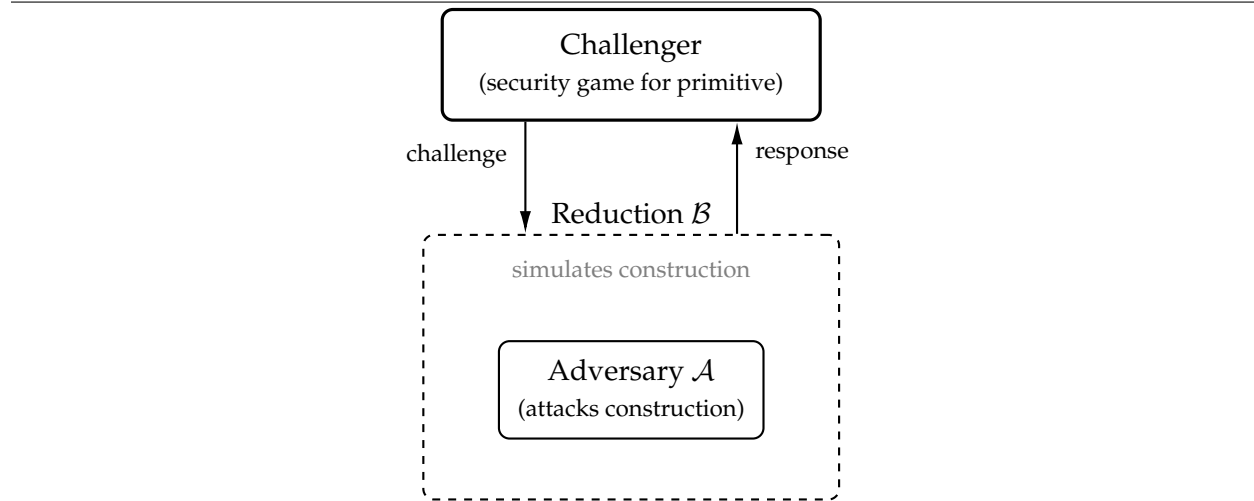 Challenger
(security game for primitive)
challenge
response
Reduction ℬ
simulates construction
Adversary 𝒜
(attacks construction)